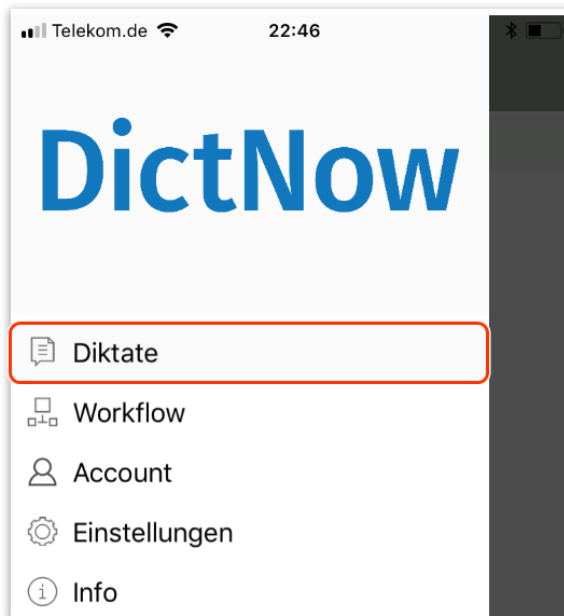 Telekom.de 22:46
DictNow
Diktate
Workflow
Account
Einstellungen
Info